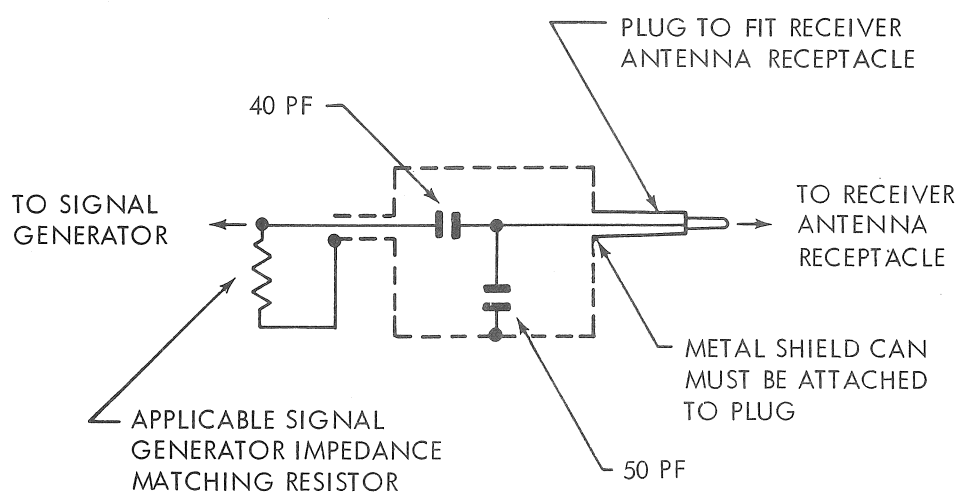 PLUG TO FIT RECEIVER
ANTENNA RECEPTACLE
40 PF
TO SIGNAL
GENERATOR
TO RECEIVER
ANTENNA
RECEPTACLE
METAL SHIELD CAN
MUST BE ATTACHED
TO PLUG
APPLICABLE SIGNAL
GENERATOR IMPEDANCE
MATCHING RESISTOR
50 PF